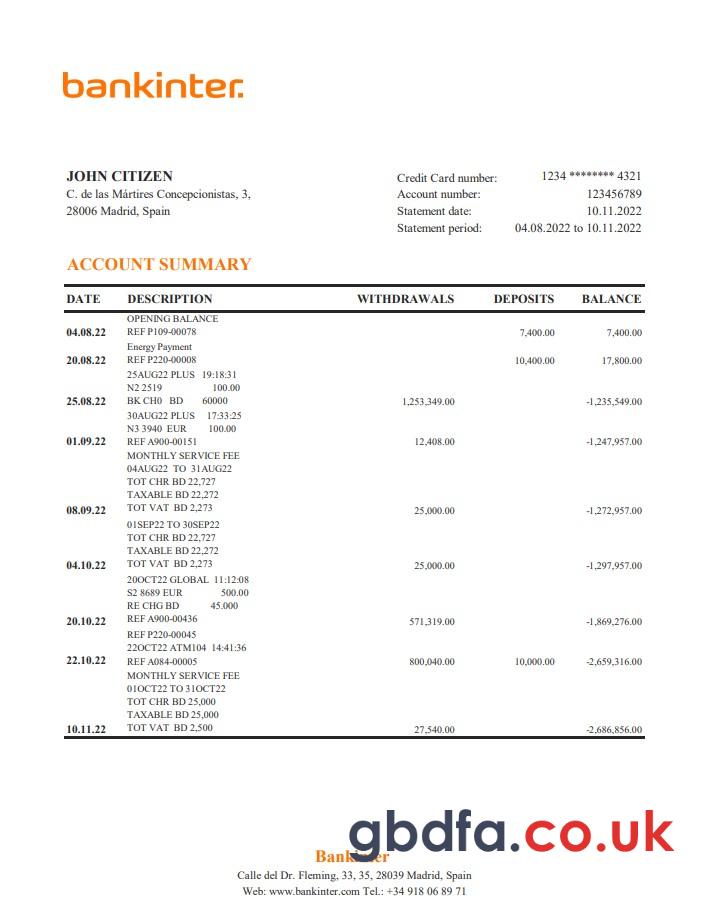 bankinter.
JOHN CITIZEN
C. de las Mártires Concepcionistas, 3,
28006 Madrid, Spain
Credit Card number: 1234 ******** 4321
Account number: 123456789
Statement date: 10.11.2022
Statement period: 04.08.2022 to 10.11.2022
ACCOUNT SUMMARY
DATE DESCRIPTION WITHDRAWALS DEPOSITS BALANCE
OPENING BALANCE
04.08.22 REF P109-00078 7,400.00 7,400.00
Energy Payment
20.08.22 REF P220-00008 10,400.00 17,800.00
25AUG22 PLUS 19:18:31
N2 2519 100.00
25.08.22 BK CH0 BD 60000 1,253,349.00 -1,235,549.00
30AUG22 PLUS 17:33:25
N3 3940 EUR 100.00
01.09.22 REF A900-00151 12,408.00 -1,247,957.00
MONTHLY SERVICE FEE
04AUG22 TO 31AUG22
TOT CHR BD 22,727
TAXABLE BD 22,272
08.09.22 TOT VAT BD 2,273 25,000.00 -1,272,957.00
01SEP22 TO 30SEP22
TOT CHR BD 22,727
TAXABLE BD 22,272
04.10.22 TOT VAT BD 2,273 25,000.00 -1,297,957.00
20OCT22 GLOBAL 11:12:08
S2 8689 EUR 500.00
RE CHG BD 45.000
20.10.22 REF A900-00436 571,319.00 -1,869,276.00
REF P220-00045
22OCT22 ATM104 14:41:36
22.10.22 REF A084-00005 800,040.00 10,000.00 -2,659,316.00
MONTHLY SERVICE FEE
01OCT22 TO 31OCT22
TOT CHR BD 25,000
TAXABLE BD 25,000
10.11.22 TOT VAT BD 2,500 27,540.00 -2,686,856.00
gbdfa.co.uk
Bankinter
Calle del Dr. Fleming, 33, 35, 28039 Madrid, Spain
Web: www.bankinter.com Tel.: +34 918 06 89 71